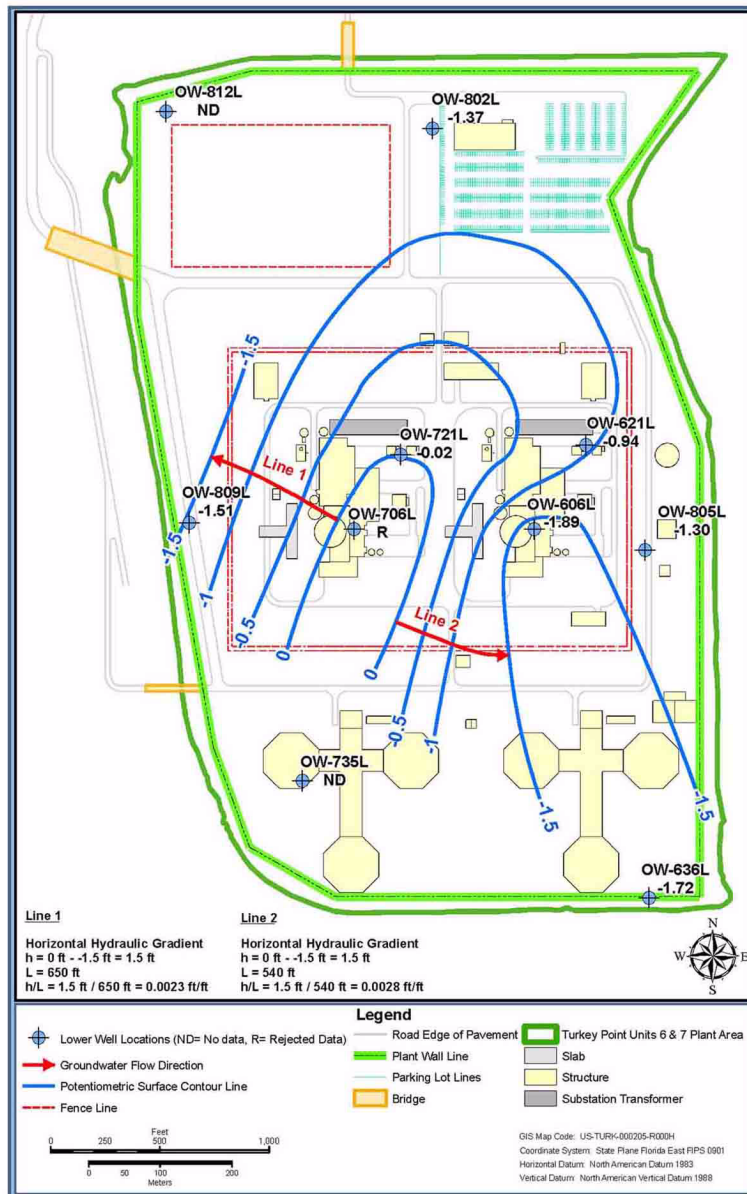 OW-812L
ND
OW-802L
-1.37
-1.5
OW-721L
-0.02
OW-621L
-0.94
Line 1
OW-809L
-1.51
OW-706L
R
OW-606L
-1.89
OW-805L
-1.30
-1.5
-1
-0.5
0
Line 2
0
-0.5
-1
OW-735L
ND
-1.5
-1.5
OW-636L
-1.72
Line 1
Horizontal Hydraulic Gradient
h = 0 ft - -1.5 ft = 1.5 ft
L = 650 ft
h/L = 1.5 ft / 650 ft = 0.0023 ft/ft
Line 2
Horizontal Hydraulic Gradient
h = 0 ft - -1.5 ft = 1.5 ft
L = 540 ft
h/L = 1.5 ft / 540 ft = 0.0028 ft/ft
N
W E
S
Legend
Lower Well Locations (ND= No data, R= Rejected Data)
Groundwater Flow Direction
Potentiometric Surface Contour Line
Fence Line
Road Edge of Pavement
Plant Wall Line
Parking Lot Lines
Bridge
Turkey Point Units 6 & 7 Plant Area
Slab
Structure
Substation Transformer
Feet
0 250 500 1,000
0 50 100 200
Meters
GIS Map Code: US-TURK-000205-R000H
Coordinate System: State Plane Florida East FIPS 0901
Horizontal Datum: North American Datum 1983
Vertical Datum: North American Vertical Datum 1988